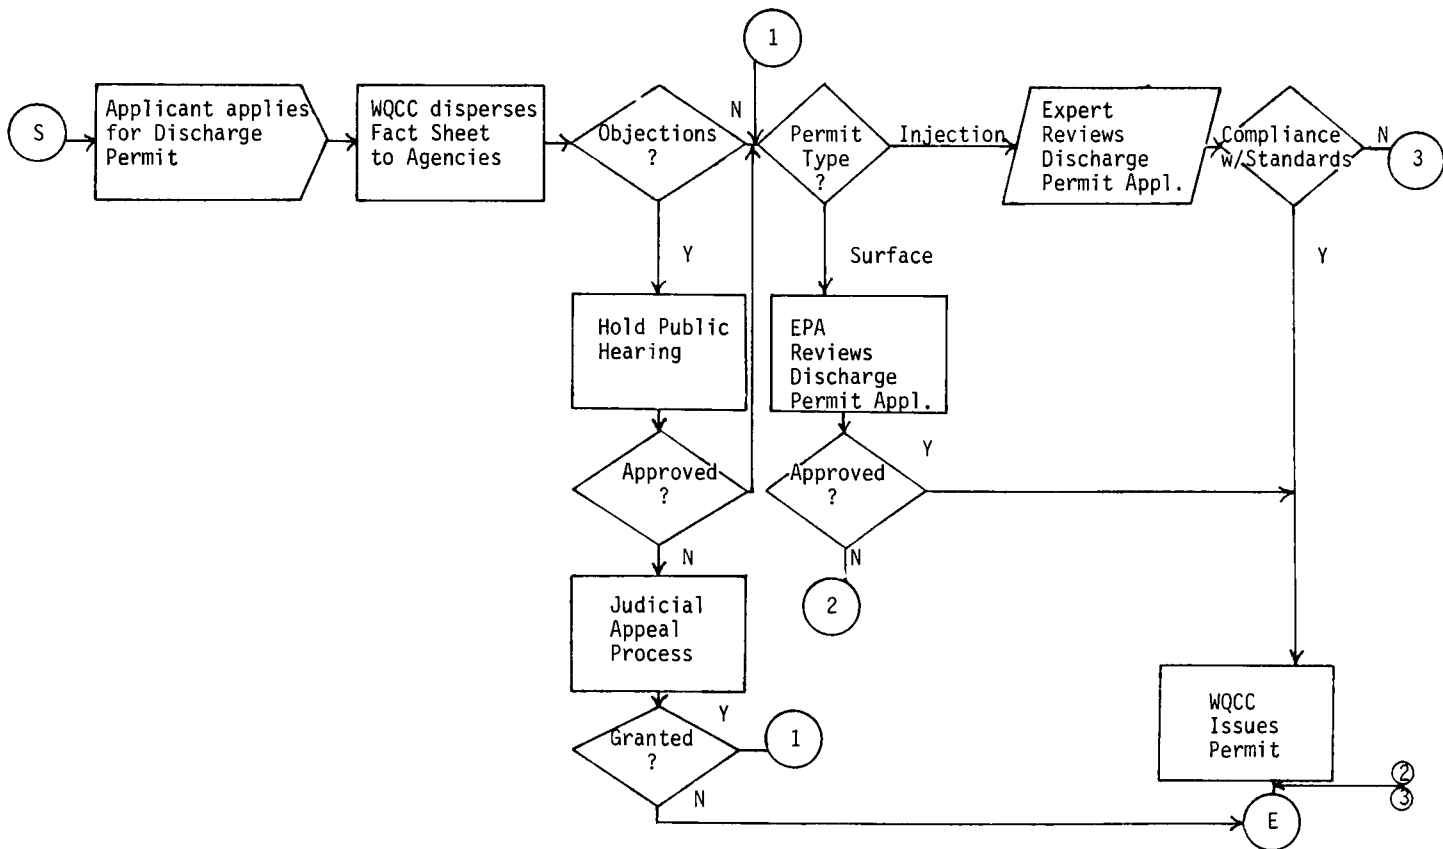 1
S
Applicant applies
for Discharge
Permit
WQCC disperses
Fact Sheet
to Agencies
Objections
?
N
Permit
Type
?
Injection
Expert
Reviews
Discharge
Permit Appl.
Compliance
w/Standards
N
3
Y
Surface
Y
Hold Public
Hearing
EPA
Reviews
Discharge
Permit Appl.
Approved
?
Approved
?
Y
N
N
2
Judicial
Appeal
Process
Y
Granted
?
1
N
WQCC
Issues
Permit
2
3
E